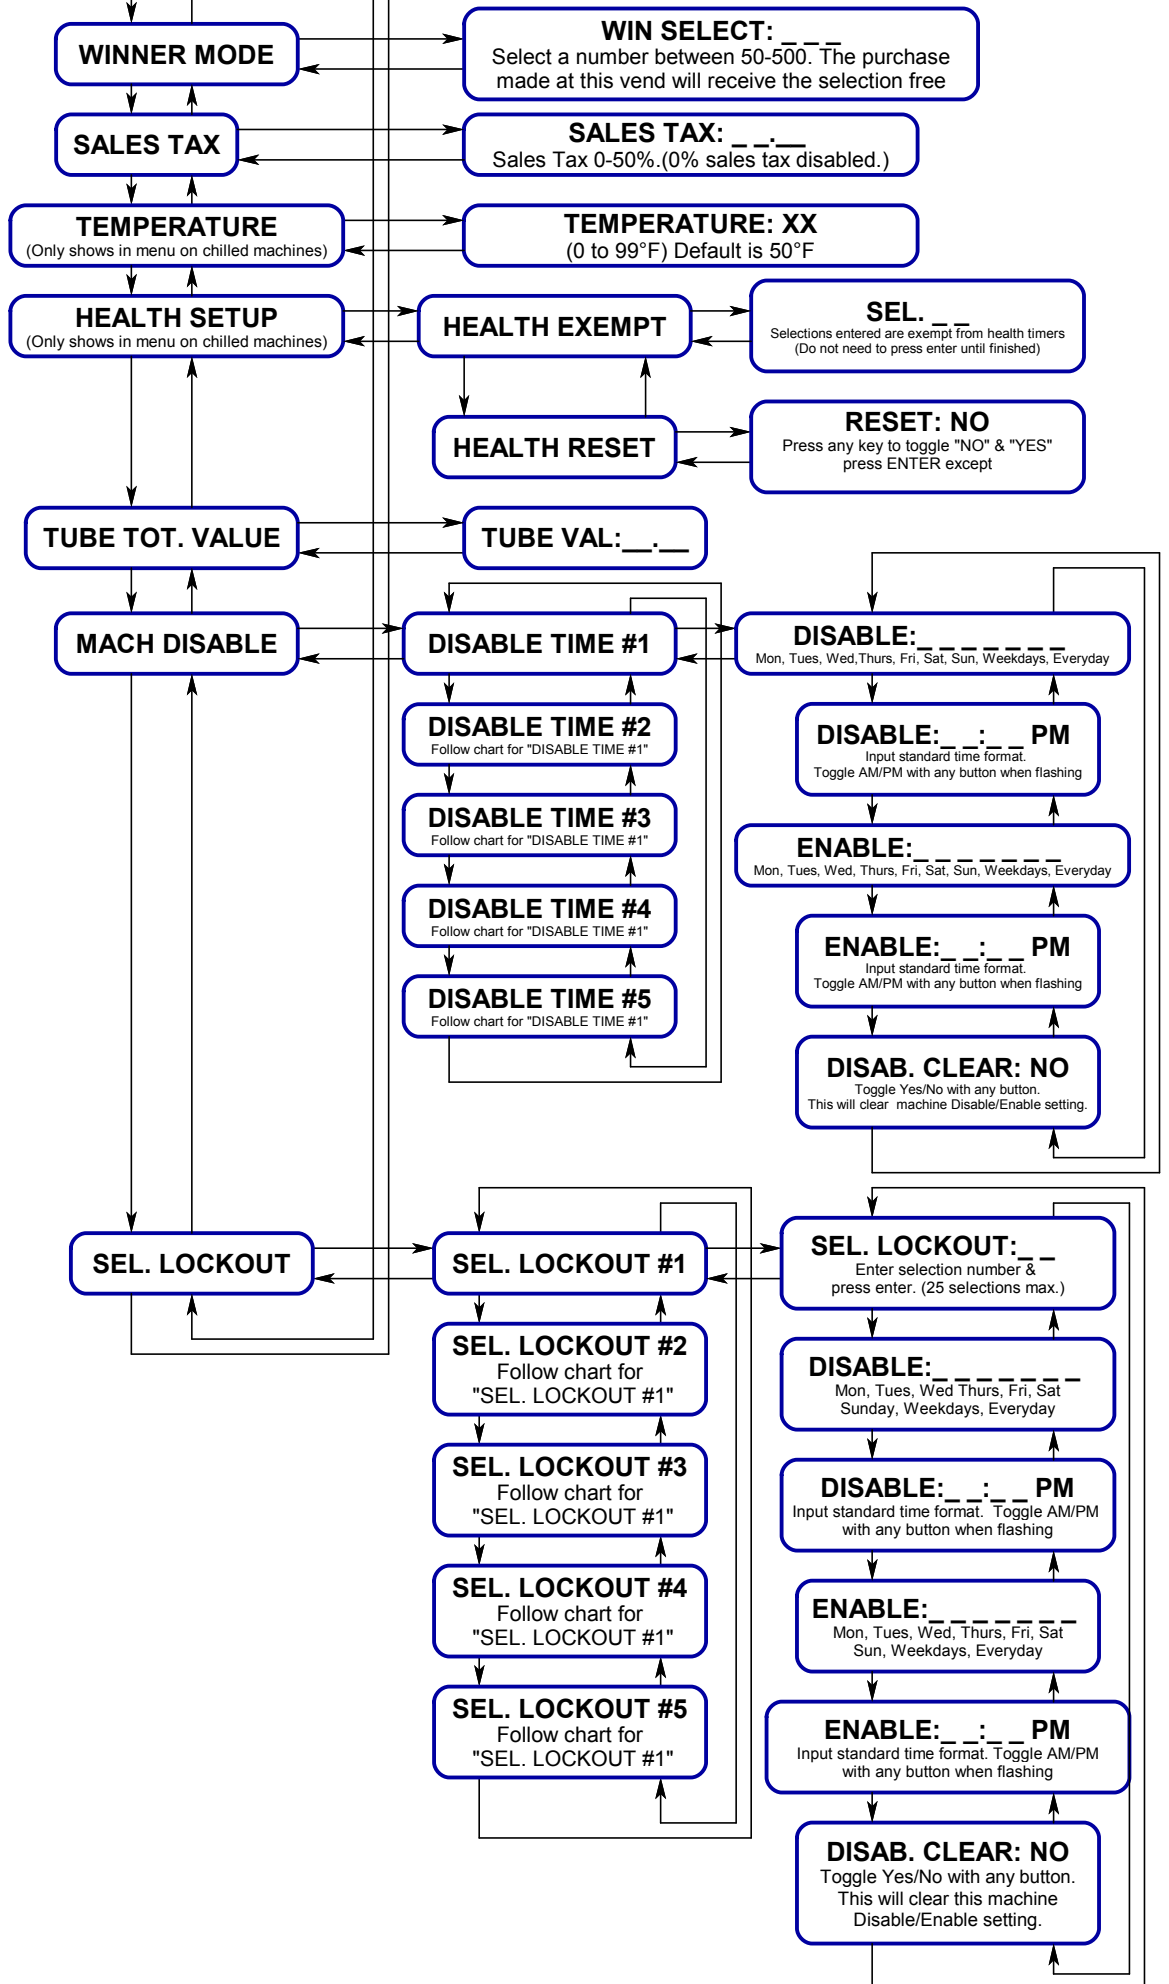 WINNER MODE
WIN SELECT: _ _ _
Select a number between 50-500. The purchase
made at this vend will receive the selection free
SALES TAX
SALES TAX: _ _.__
Sales Tax 0-50%.(0% sales tax disabled.)
TEMPERATURE
(Only shows in menu on chilled machines)
TEMPERATURE: XX
(0 to 99°F) Default is 50°F
HEALTH SETUP
(Only shows in menu on chilled machines)
HEALTH EXEMPT
SEL. _ _
Selections entered are exempt from health timers
(Do not need to press enter until finished)
HEALTH RESET
RESET: NO
Press any key to toggle "NO" & "YES"
press ENTER except
TUBE TOT. VALUE
TUBE VAL:__.__
MACH DISABLE
DISABLE TIME #1
DISABLE TIME #2
Follow chart for "DISABLE TIME #1"
DISABLE TIME #3
Follow chart for "DISABLE TIME #1"
DISABLE TIME #4
Follow chart for "DISABLE TIME #1"
DISABLE TIME #5
Follow chart for "DISABLE TIME #1"
DISABLE:_ _ _ _ _ _ _
Mon, Tues, Wed,Thurs, Fri, Sat, Sun, Weekdays, Everyday
DISABLE:_ _:_ _ PM
Input standard time format.
Toggle AM/PM with any button when flashing
ENABLE:_ _ _ _ _ _ _
Mon, Tues, Wed, Thurs, Fri, Sat, Sun, Weekdays, Everyday
ENABLE:_ _:_ _ PM
Input standard time format.
Toggle AM/PM with any button when flashing
DISAB. CLEAR: NO
Toggle Yes/No with any button.
This will clear machine Disable/Enable setting.
SEL. LOCKOUT
SEL. LOCKOUT #1
SEL. LOCKOUT #2
Follow chart for
"SEL. LOCKOUT #1"
SEL. LOCKOUT #3
Follow chart for
"SEL. LOCKOUT #1"
SEL. LOCKOUT #4
Follow chart for
"SEL. LOCKOUT #1"
SEL. LOCKOUT #5
Follow chart for
"SEL. LOCKOUT #1"
SEL. LOCKOUT:_ _
Enter selection number &
press enter. (25 selections max.)
DISABLE:_ _ _ _ _ _ _
Mon, Tues, Wed Thurs, Fri, Sat
Sunday, Weekdays, Everyday
DISABLE:_ _:_ _ PM
Input standard time format. Toggle AM/PM
with any button when flashing
ENABLE:_ _ _ _ _ _ _
Mon, Tues, Wed, Thurs, Fri, Sat
Sun, Weekdays, Everyday
ENABLE:_ _:_ _ PM
Input standard time format. Toggle AM/PM
with any button when flashing
DISAB. CLEAR: NO
Toggle Yes/No with any button.
This will clear this machine
Disable/Enable setting.